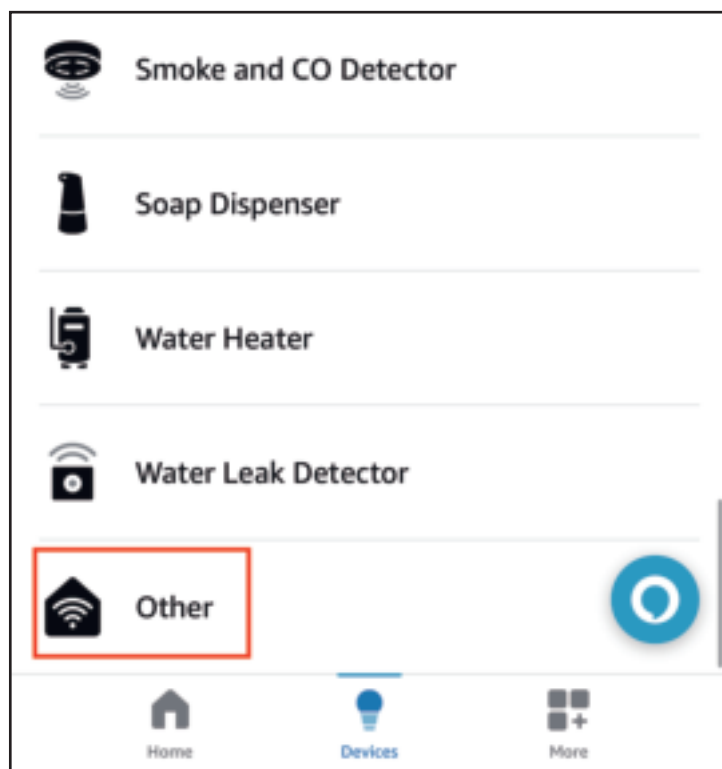 Smoke and CO Detector
Soap Dispenser
Water Heater
Water Leak Detector
Other
Home
Devices
More